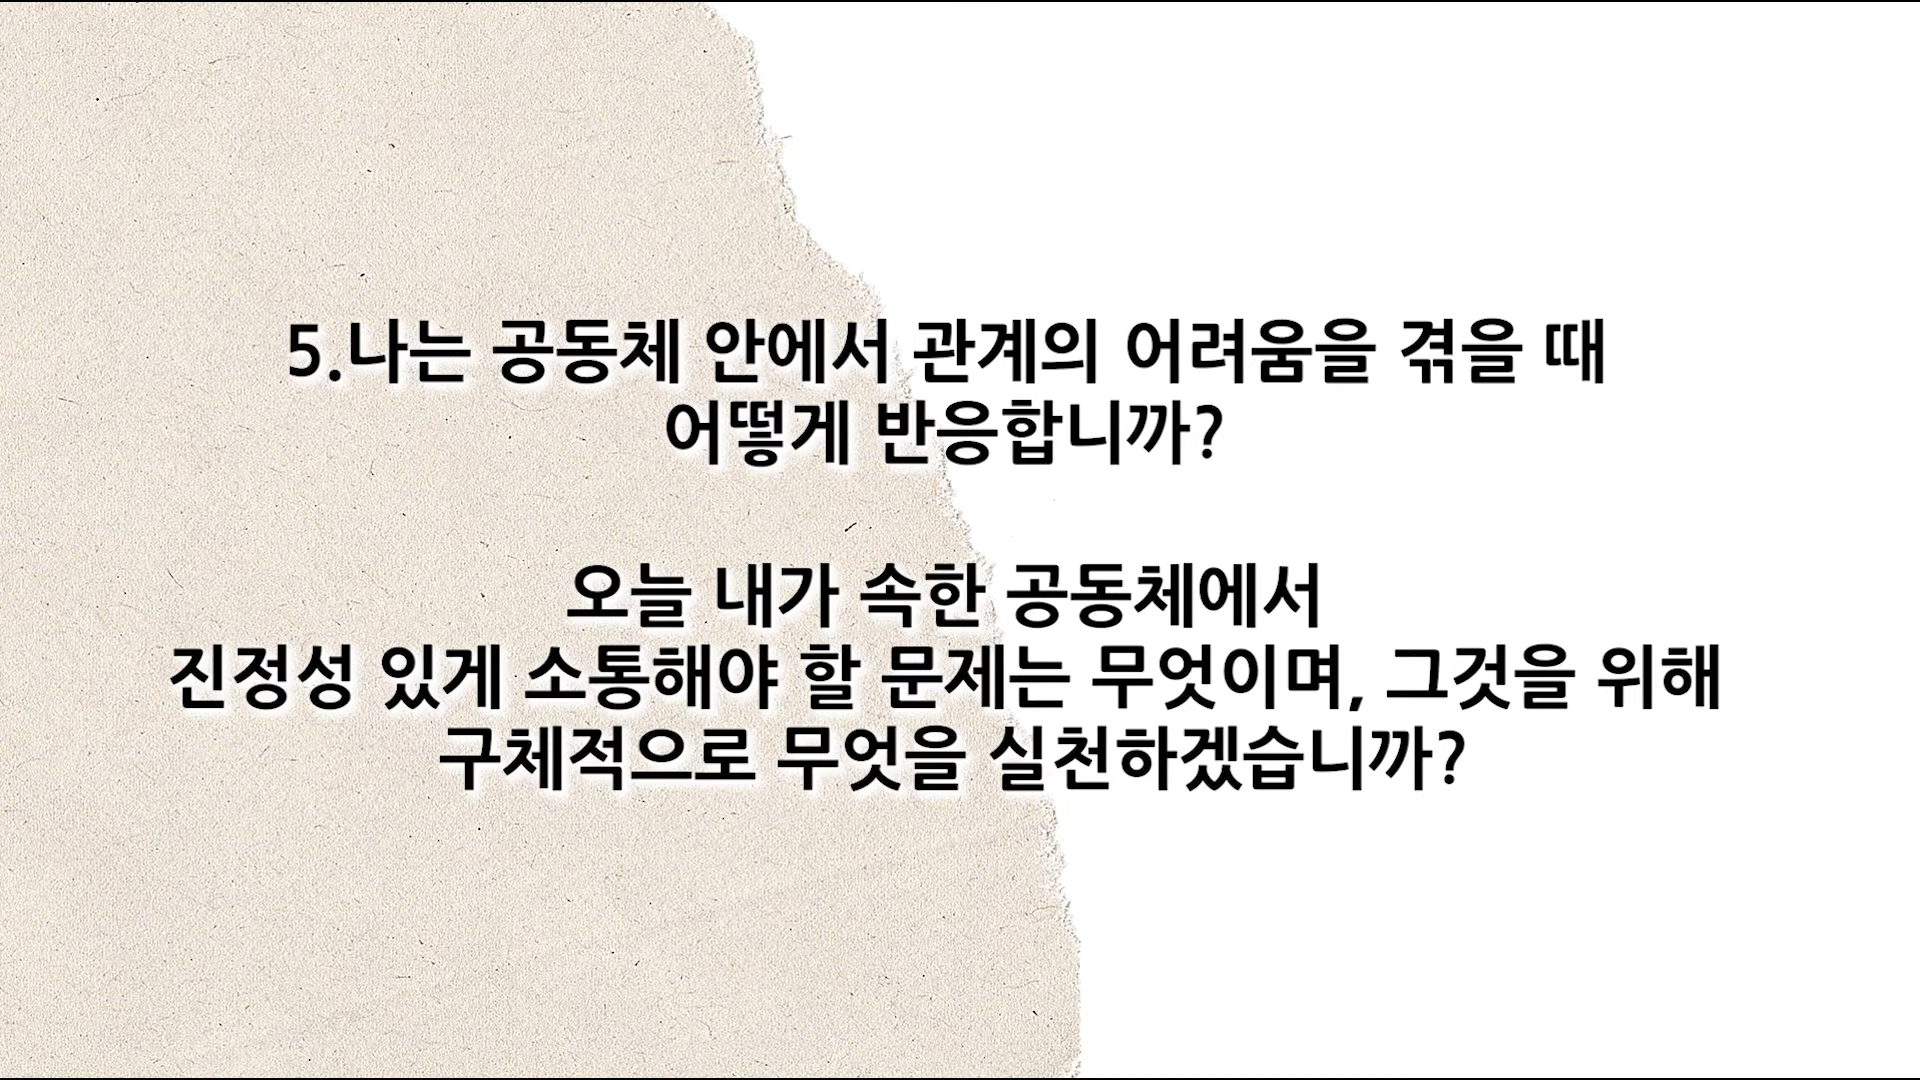 5.나는 공동체 안에서 관계의 어려움을 겪을 때
어떻게 반응합니까?
오늘 내가 속한 공동체에서
진정성 있게 소통해야 할 문제는 무엇이며, 그것을 위해
구체적으로 무엇을 실천하겠습니까?